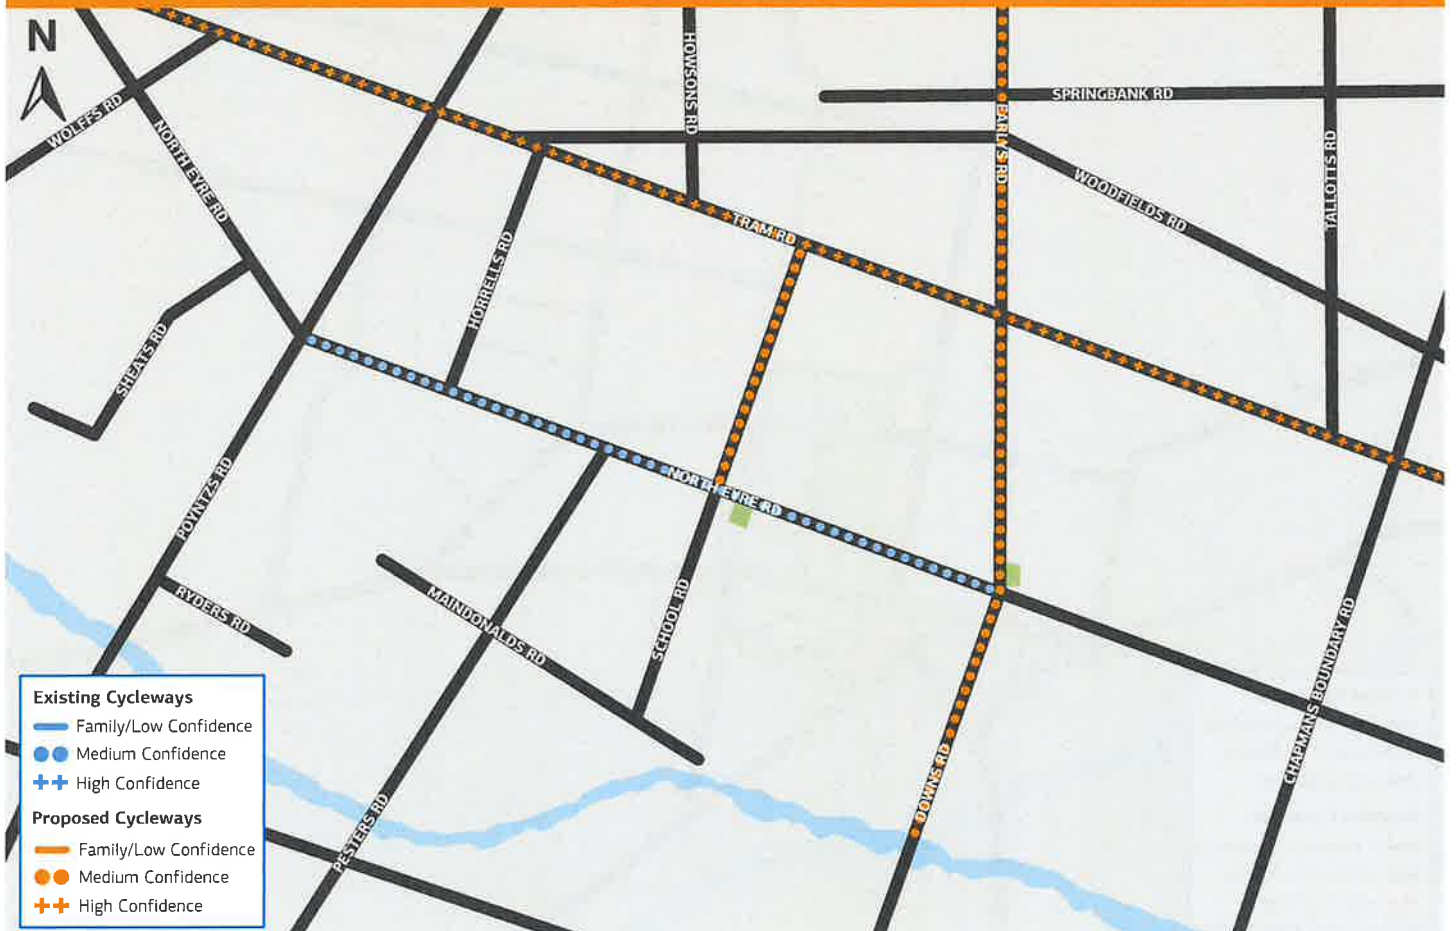 N
HOWSONS RD
SPRINGBANK RD
WOLFFS RD
NORTH EYRE RD
EARLYS RD
TALLOTTS RD
WOODFIELDS RD
TRAM RD
HORRELLS RD
SHEATS RD
POYNTZS RD
NORTH EYRE RD
RYDERS RD
MAINDONALDS RD
SCHOOL RD
CHAPMANS BOUNDARY RD
DOWNS RD
PESTERS RD
Existing Cycleways
Family/Low Confidence
Medium Confidence
High Confidence
Proposed Cycleways
Family/Low Confidence
Medium Confidence
High Confidence